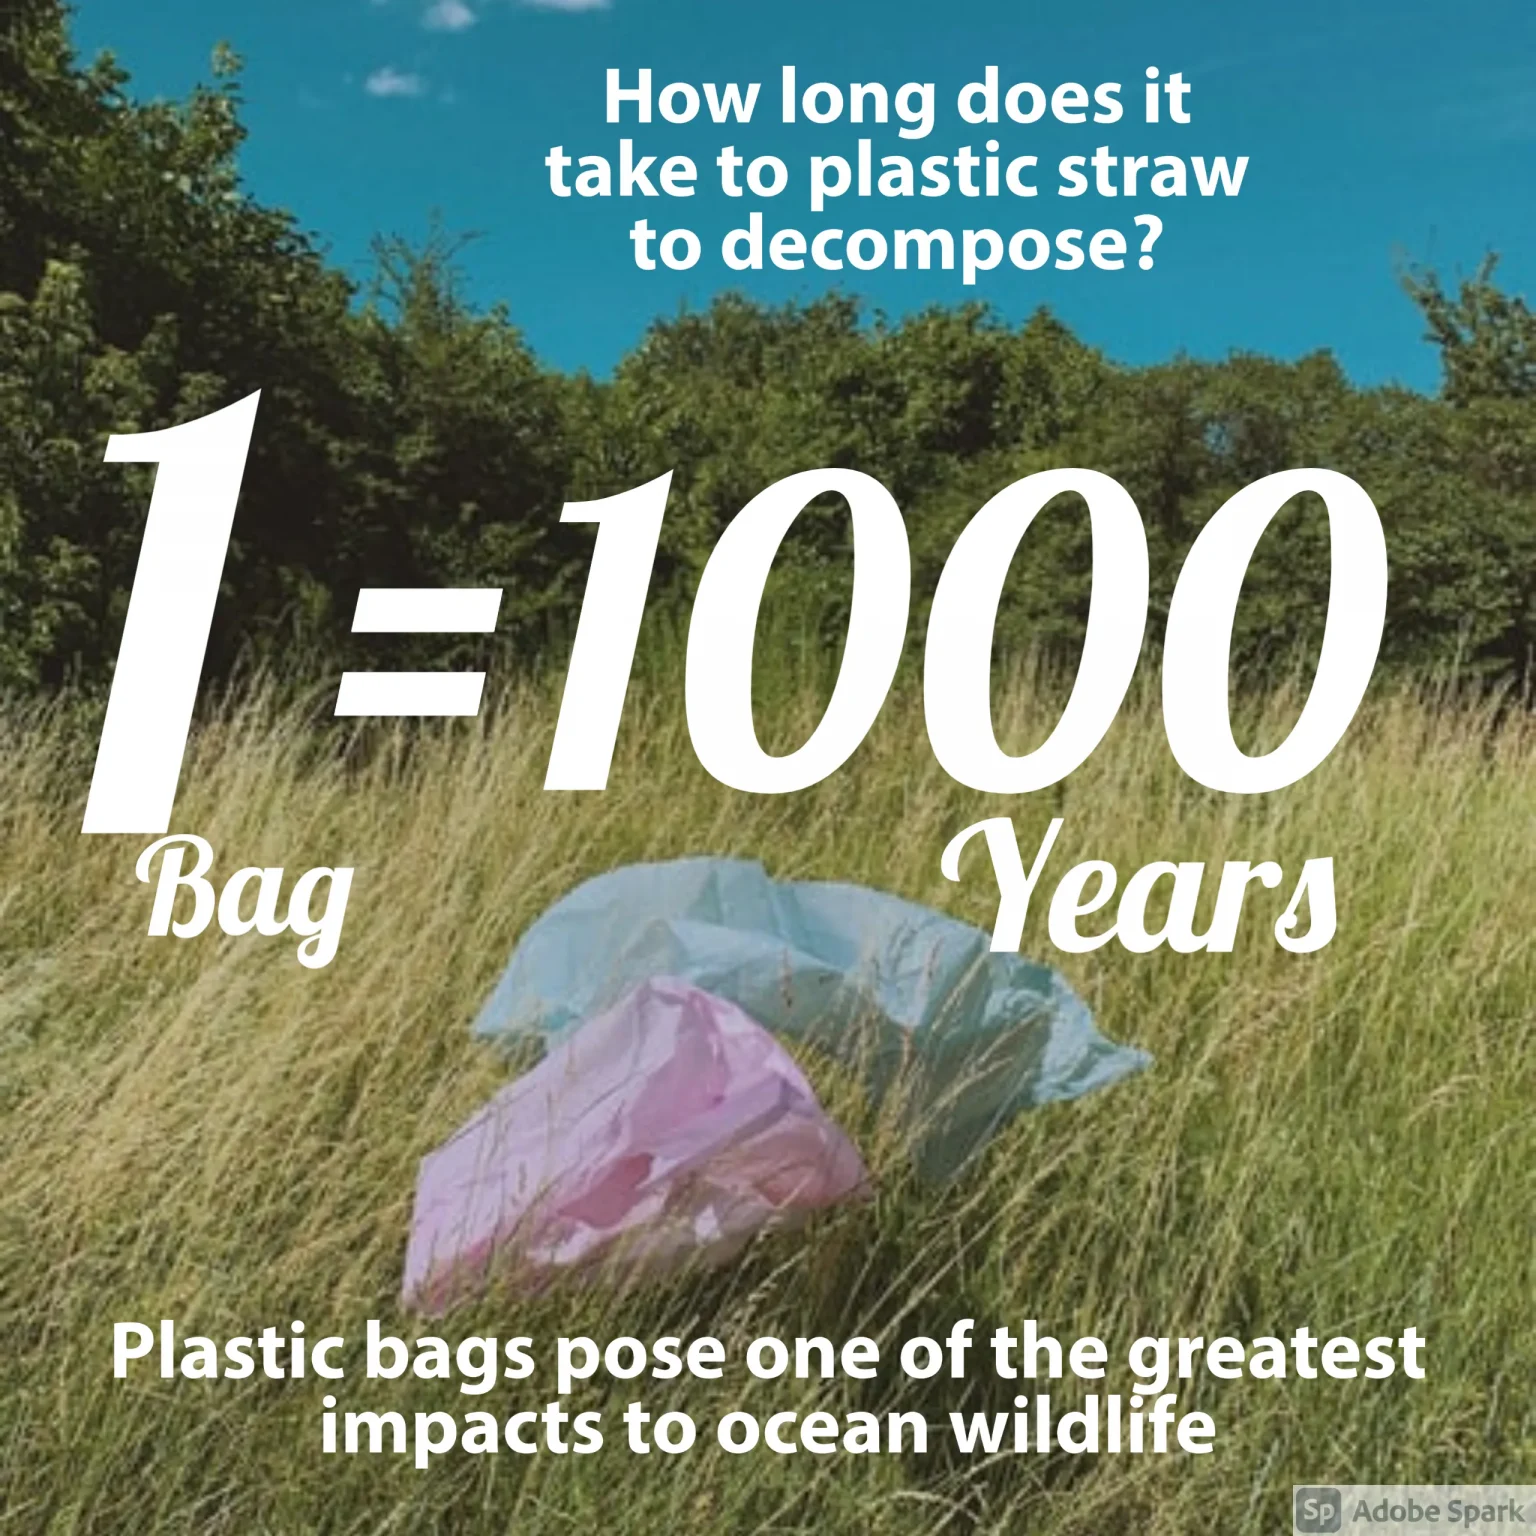 How long does it
take to plastic straw
to decompose?
1=1000
Bag Years
Plastic bags pose one of the greatest
impacts to ocean wildlife
Sp Adobe Spark